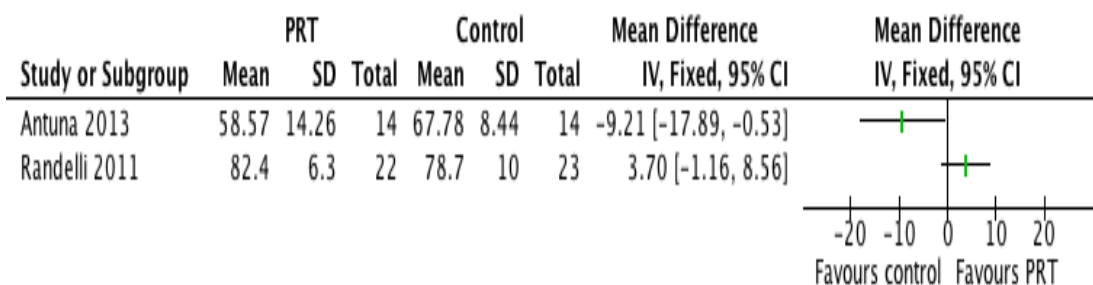 PRT Control Mean Difference Mean Difference
Study or Subgroup Mean SD Total Mean SD Total IV, Fixed, 95% CI IV, Fixed, 95% CI
Antuna 2013 58.57 14.26 14 67.78 8.44 14 −9.21 [−17.89, −0.53]
Randelli 2011 82.4 6.3 22 78.7 10 23 3.70 [−1.16, 8.56]
−20 −10 0 10 20
Favours control Favours PRT